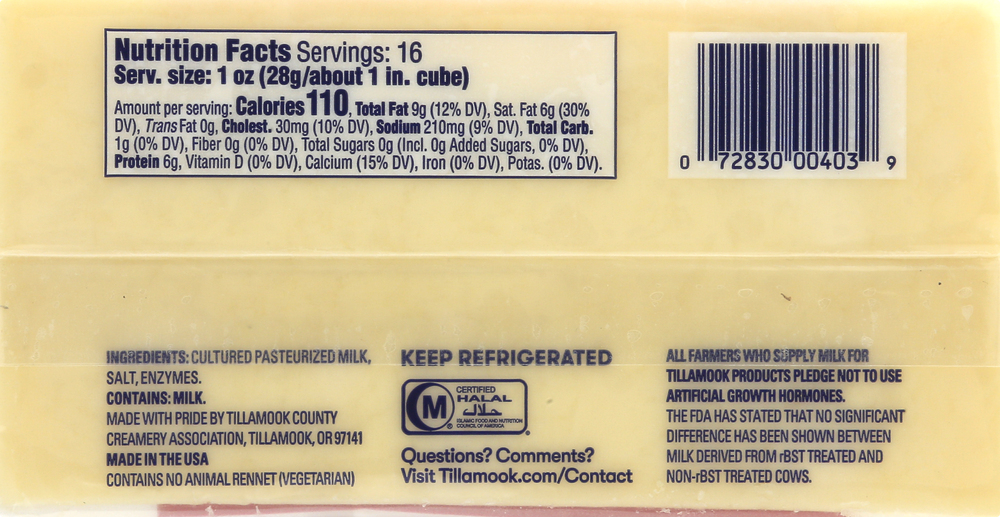 Nutrition Facts Servings: 16
Serv. size: 1 oz (28g/about 1 in. cube)
Amount per serving: Calories 110, Total Fat 9g (12% DV), Sat. Fat 6g (30%
DV), Trans Fat 0g, Cholest. 30mg (10% DV), Sodium 210mg (9% DV), Total Carb.
1g (0% DV), Fiber 0g (0% DV), Total Sugars 0g (Incl. 0g Added Sugars, 0% DV),
Protein 6g, Vitamin D (0% DV), Calcium (15% DV), Iron (0% DV), Potas. (0% DV).
0 72830 00403 9
INGREDIENTS: CULTURED PASTEURIZED MILK,
SALT, ENZYMES.
CONTAINS: MILK.
MADE WITH PRIDE BY TILLAMOOK COUNTY
CREAMERY ASSOCIATION, TILLAMOOK, OR 97141
MADE IN THE USA
CONTAINS NO ANIMAL RENNET (VEGETARIAN)
KEEP REFRIGERATED
M®
CERTIFIED
HALAL
حلال
ISLAMIC FOOD AND NUTRITION
COUNCIL OF AMERICA
®
Questions? Comments?
Visit Tillamook.com/Contact
ALL FARMERS WHO SUPPLY MILK FOR
TILLAMOOK PRODUCTS PLEDGE NOT TO USE
ARTIFICIAL GROWTH HORMONES.
THE FDA HAS STATED THAT NO SIGNIFICANT
DIFFERENCE HAS BEEN SHOWN BETWEEN
MILK DERIVED FROM rBST TREATED AND
NON-rBST TREATED COWS.